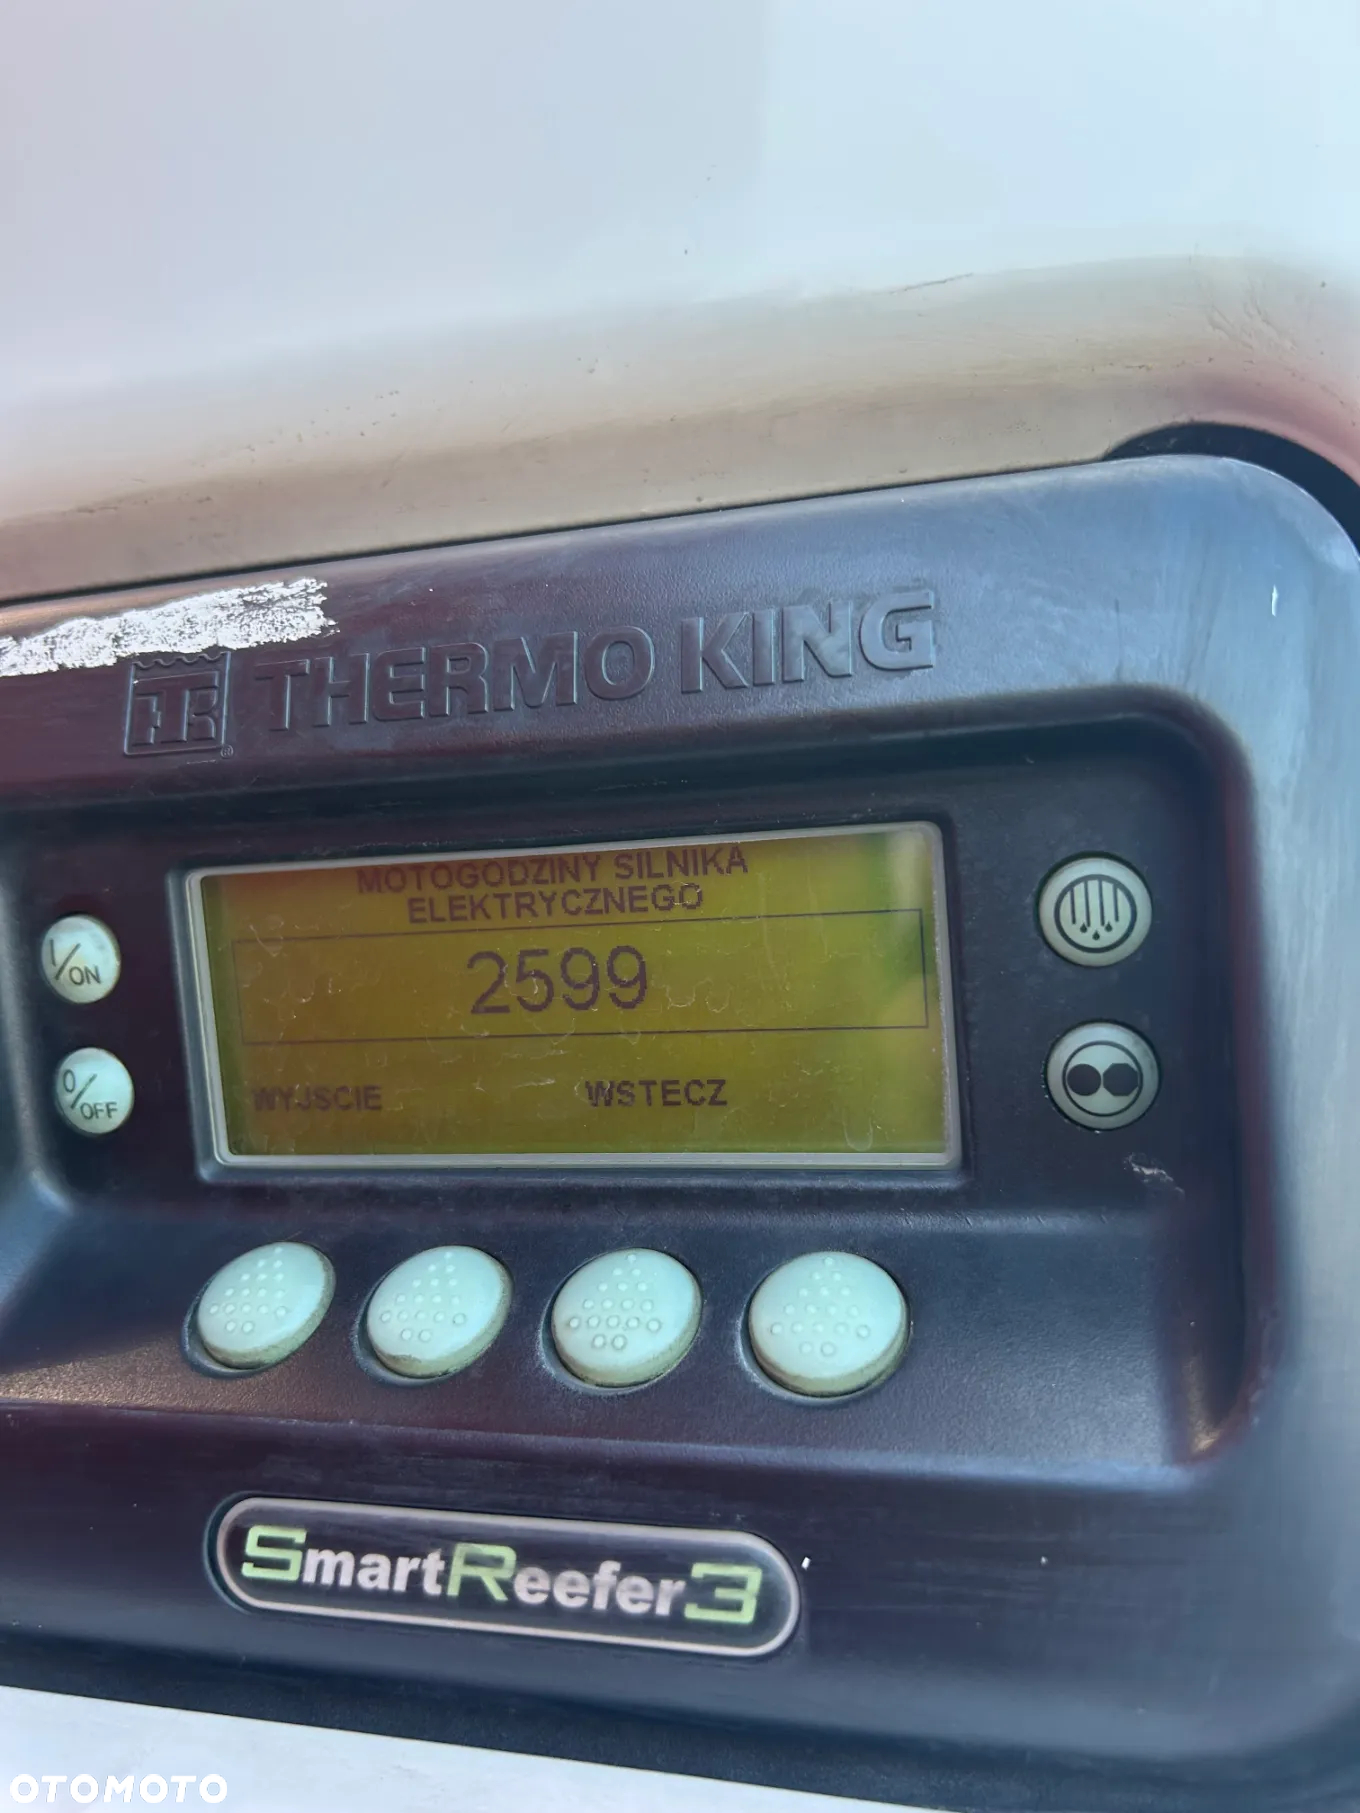 THERMO KING
MOTOGODZINY SILNIKA
ELEKTRYCZNEGO
2599
WYJSCIE WSTECZ
I/ON
0/OFF
SmartReefer3
OTOMOTO